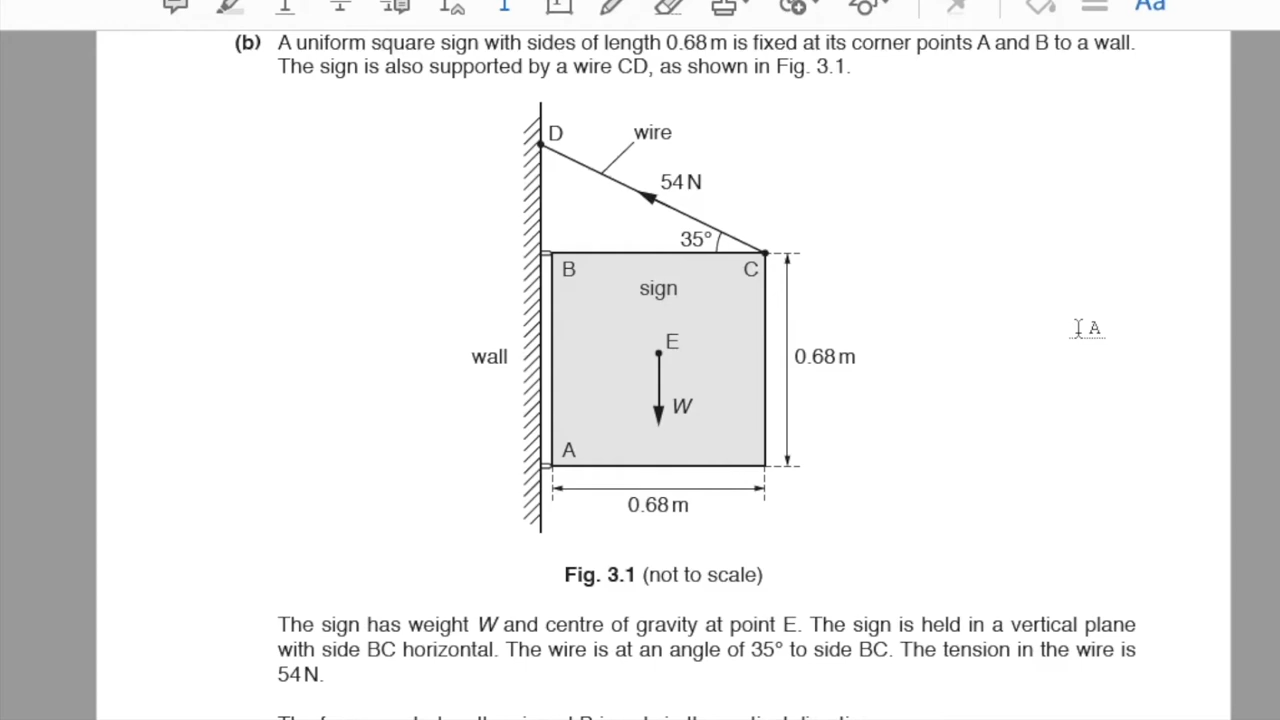 Aa
(b) A uniform square sign with sides of length 0.68 m is fixed at its corner points A and B to a wall.
The sign is also supported by a wire CD, as shown in Fig. 3.1.
D
wire
54 N
35°
B
C
sign
E
wall
0.68 m
W
A
0.68 m
A
Fig. 3.1 (not to scale)
The sign has weight W and centre of gravity at point E. The sign is held in a vertical plane
with side BC horizontal. The wire is at an angle of 35° to side BC. The tension in the wire is
54 N.